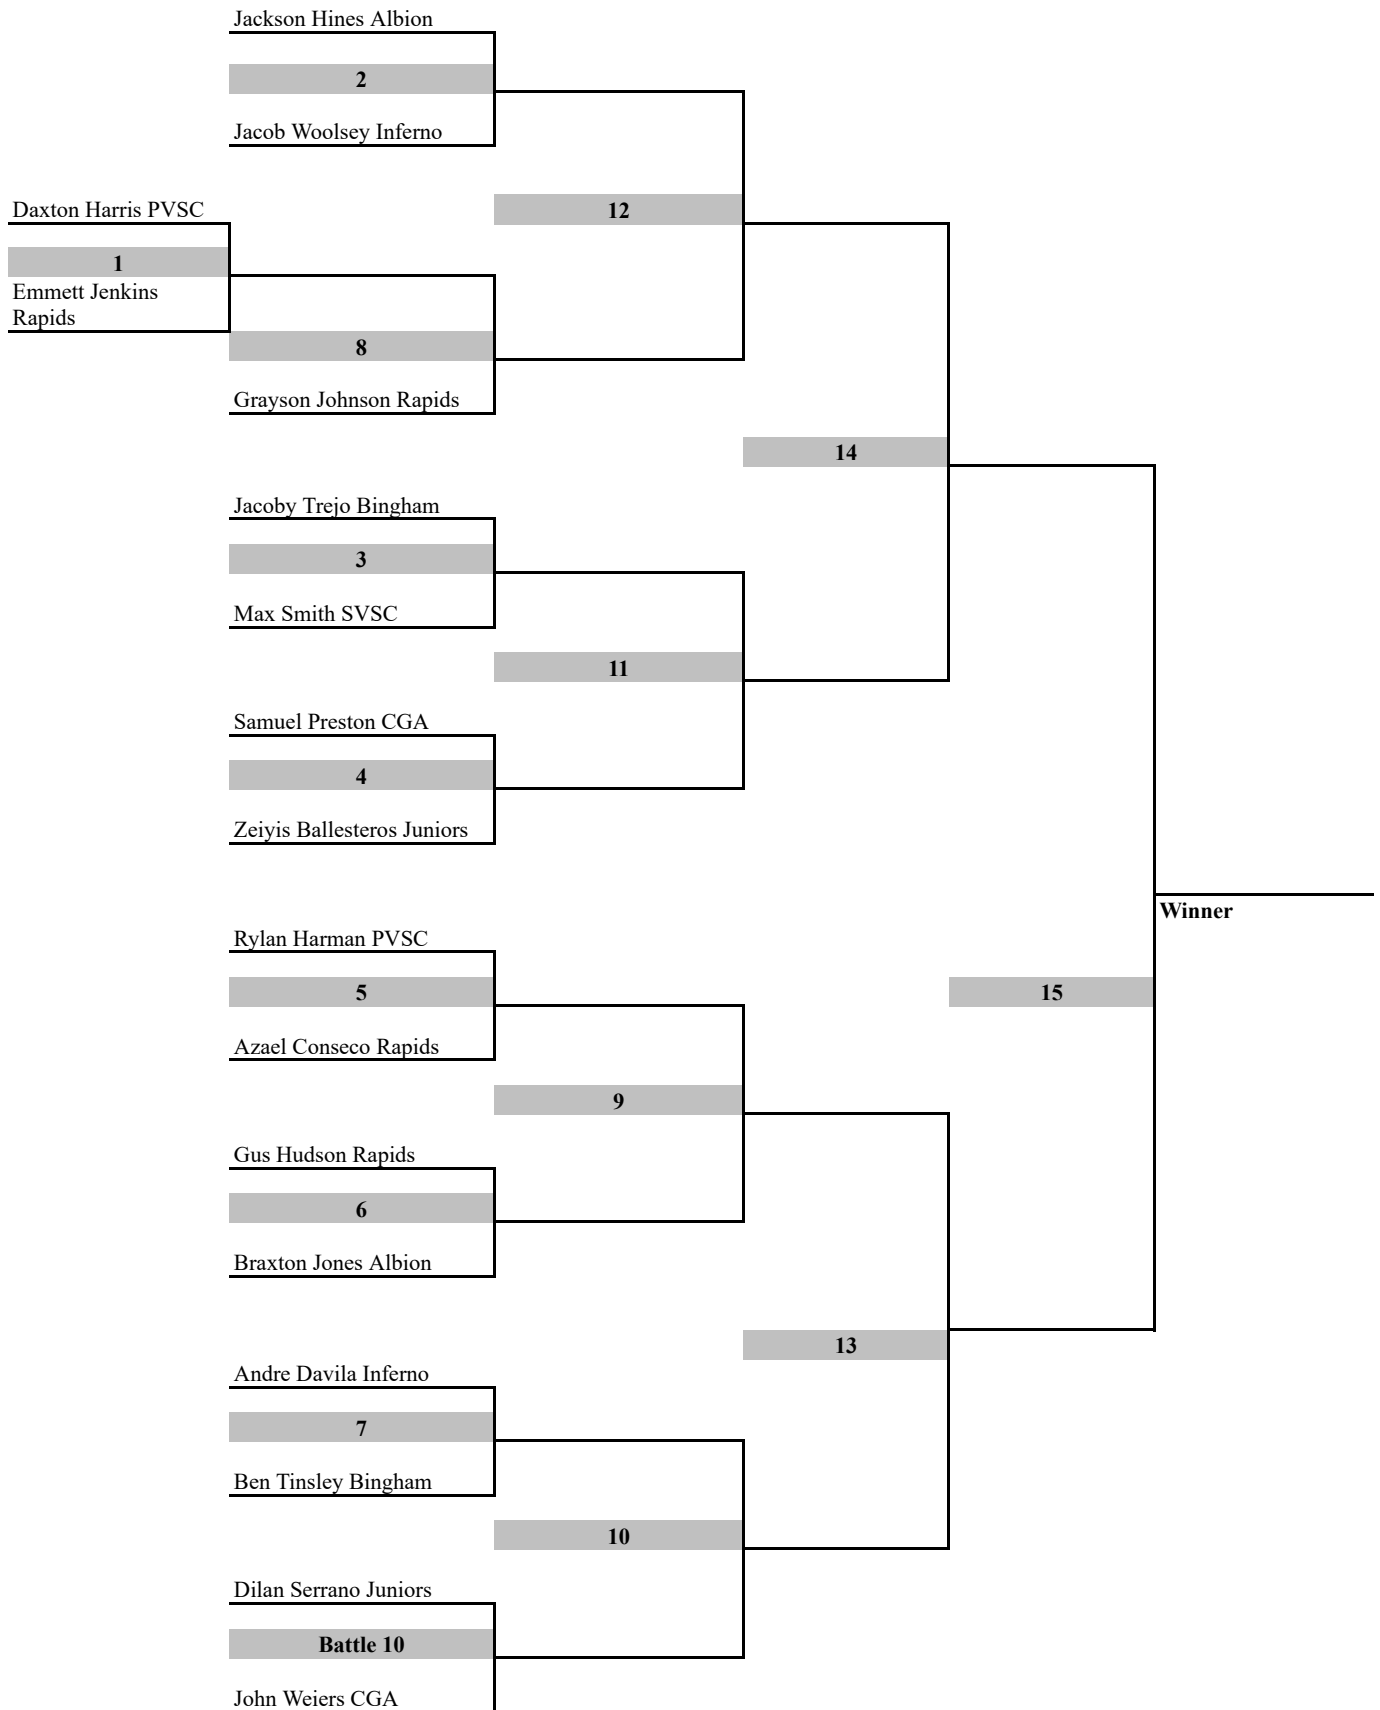 Jackson Hines Albion
2
Jacob Woolsey Inferno
12
Daxton Harris PVSC
1
Emmett Jenkins
Rapids
8
Grayson Johnson Rapids
14
Jacoby Trejo Bingham
3
Max Smith SVSC
11
Samuel Preston CGA
4
Zeiyis Ballesteros Juniors
Winner
Rylan Harman PVSC
5
15
Azael Conseco Rapids
9
Gus Hudson Rapids
6
Braxton Jones Albion
13
Andre Davila Inferno
7
Ben Tinsley Bingham
10
Dilan Serrano Juniors
Battle 10
John Weiers CGA